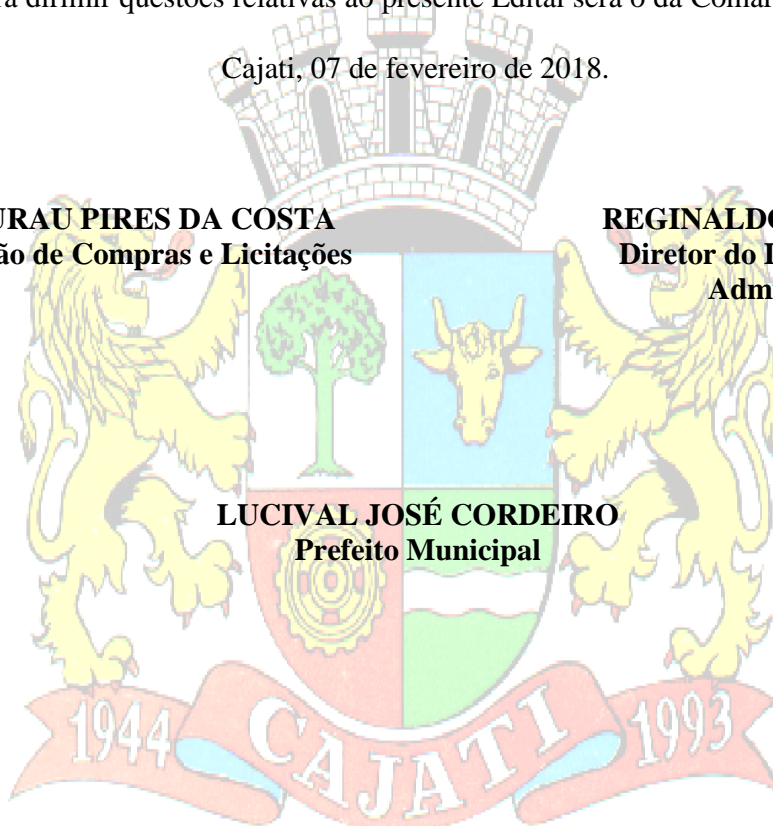 dirimir questões relativas ao presente Edital será o da
Cajati, 07 de fevereiro de 2018.
URAU PIRES DA COSTA
REGINALDO
ão de Compras e Licitações
Diretor do
Adm
LUCIVAL JOSÉ CORDEIRO
Prefeito Municipal
1944
CAJATI
1993